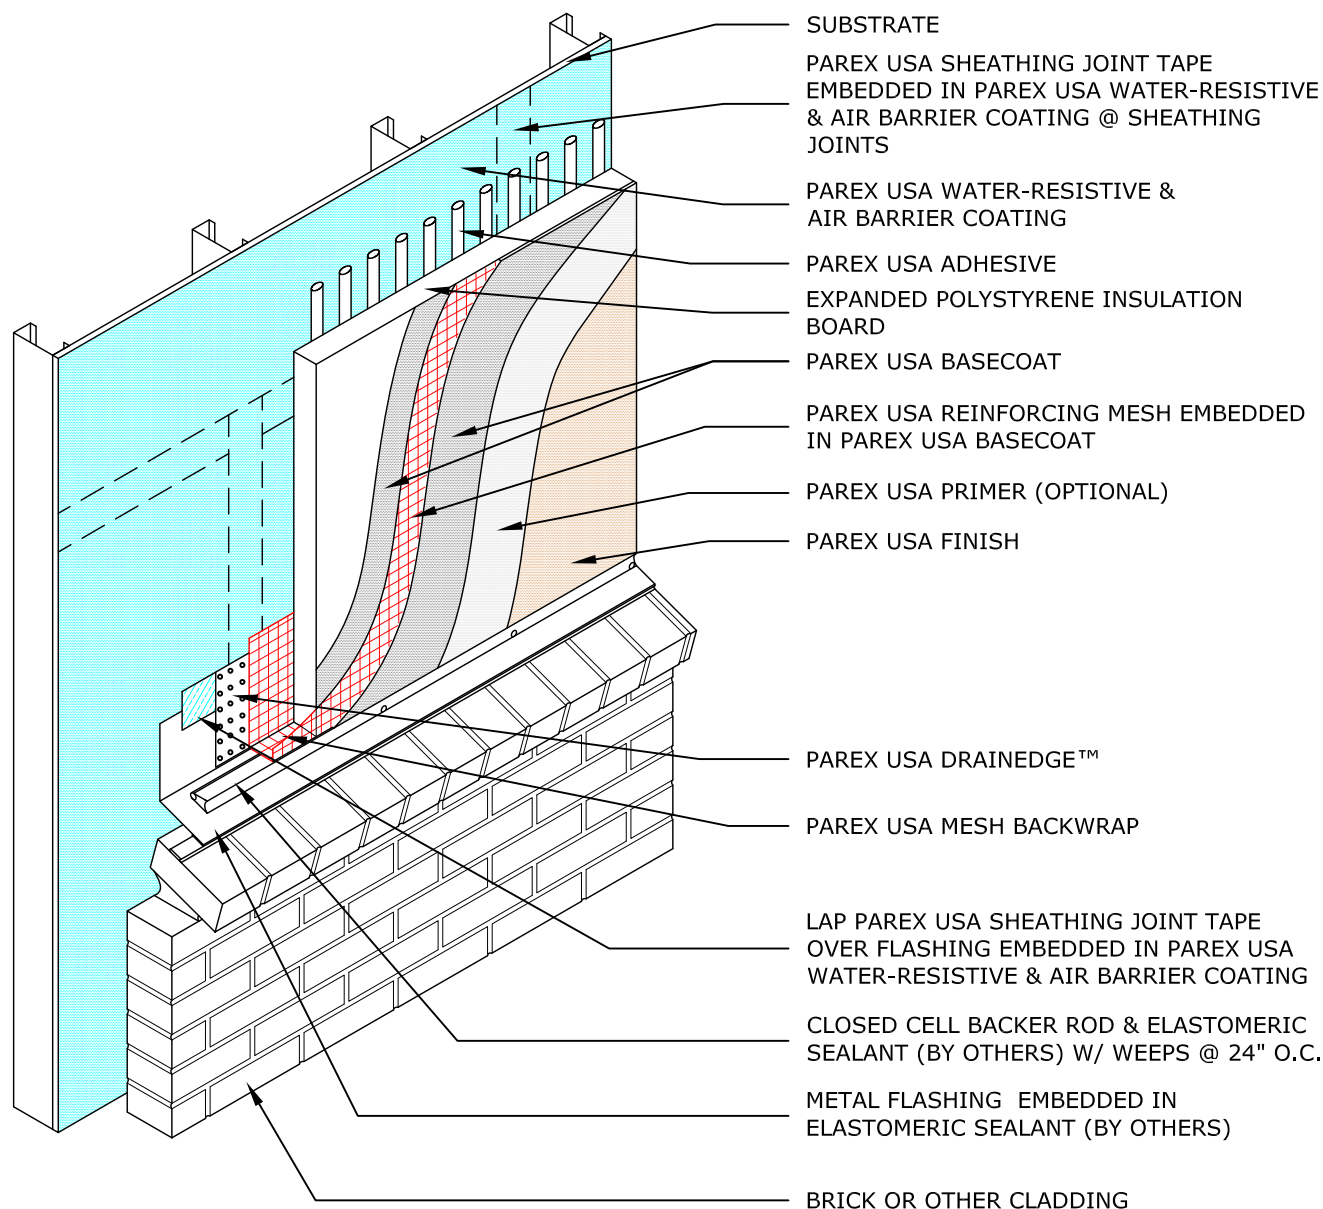 SUBSTRATE
PAREX USA SHEATHING JOINT TAPE
EMBEDDED IN PAREX USA WATER-RESISTIVE
& AIR BARRIER COATING @ SHEATHING
JOINTS
PAREX USA WATER-RESISTIVE &
AIR BARRIER COATING
PAREX USA ADHESIVE
EXPANDED POLYSTYRENE INSULATION
BOARD
PAREX USA BASECOAT
PAREX USA REINFORCING MESH EMBEDDED
IN PAREX USA BASECOAT
PAREX USA PRIMER (OPTIONAL)
PAREX USA FINISH
PAREX USA DRAINEDGE™
PAREX USA MESH BACKWRAP
LAP PAREX USA SHEATHING JOINT TAPE
OVER FLASHING EMBEDDED IN PAREX USA
WATER-RESISTIVE & AIR BARRIER COATING
CLOSED CELL BACKER ROD & ELASTOMERIC
SEALANT (BY OTHERS) W/ WEEPS @ 24" O.C.
METAL FLASHING  EMBEDDED IN
ELASTOMERIC SEALANT (BY OTHERS)
BRICK OR OTHER CLADDING